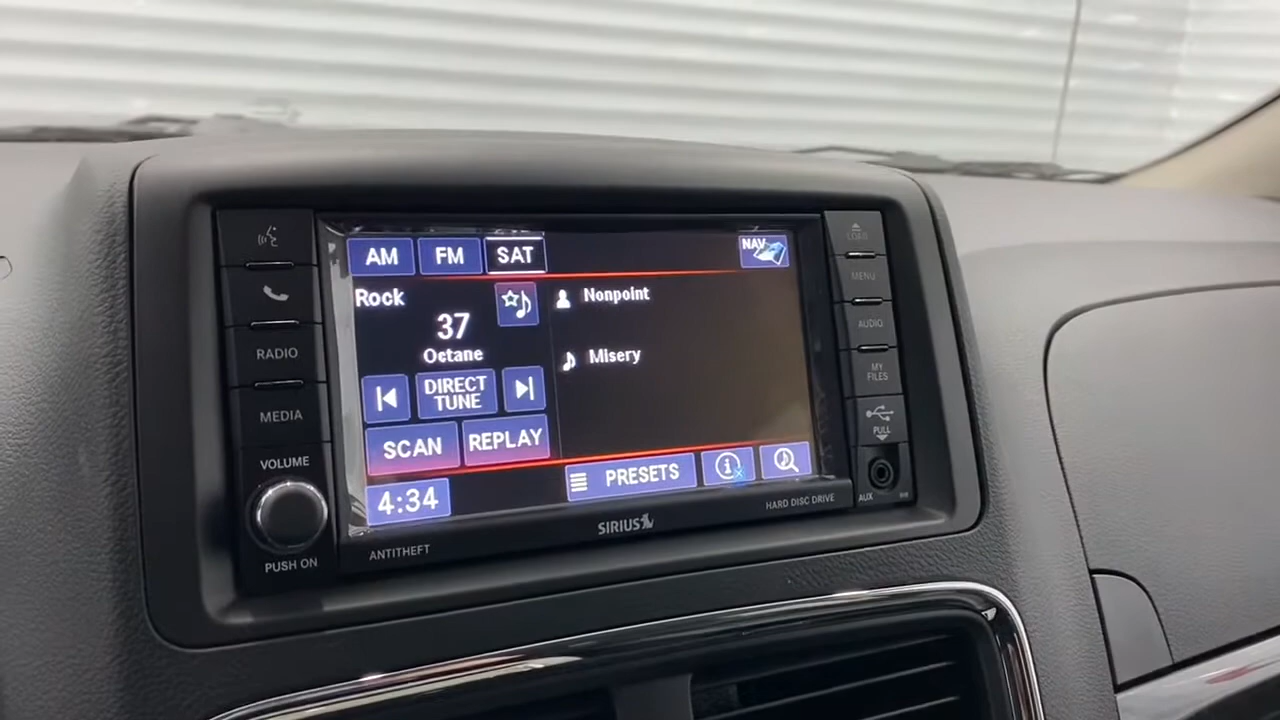 AM FM SAT NAV
Rock
37
Octane
Nonpoint
Misery
DIRECT
TUNE
SCAN REPLAY
4:34 PRESETS
RADIO
MEDIA
VOLUME
PUSH ON
ANTITHEFT
SIRIUS
HARD DISC DRIVE
LOAD
MENU
AUDIO
MY
FILES
PULL
AUX